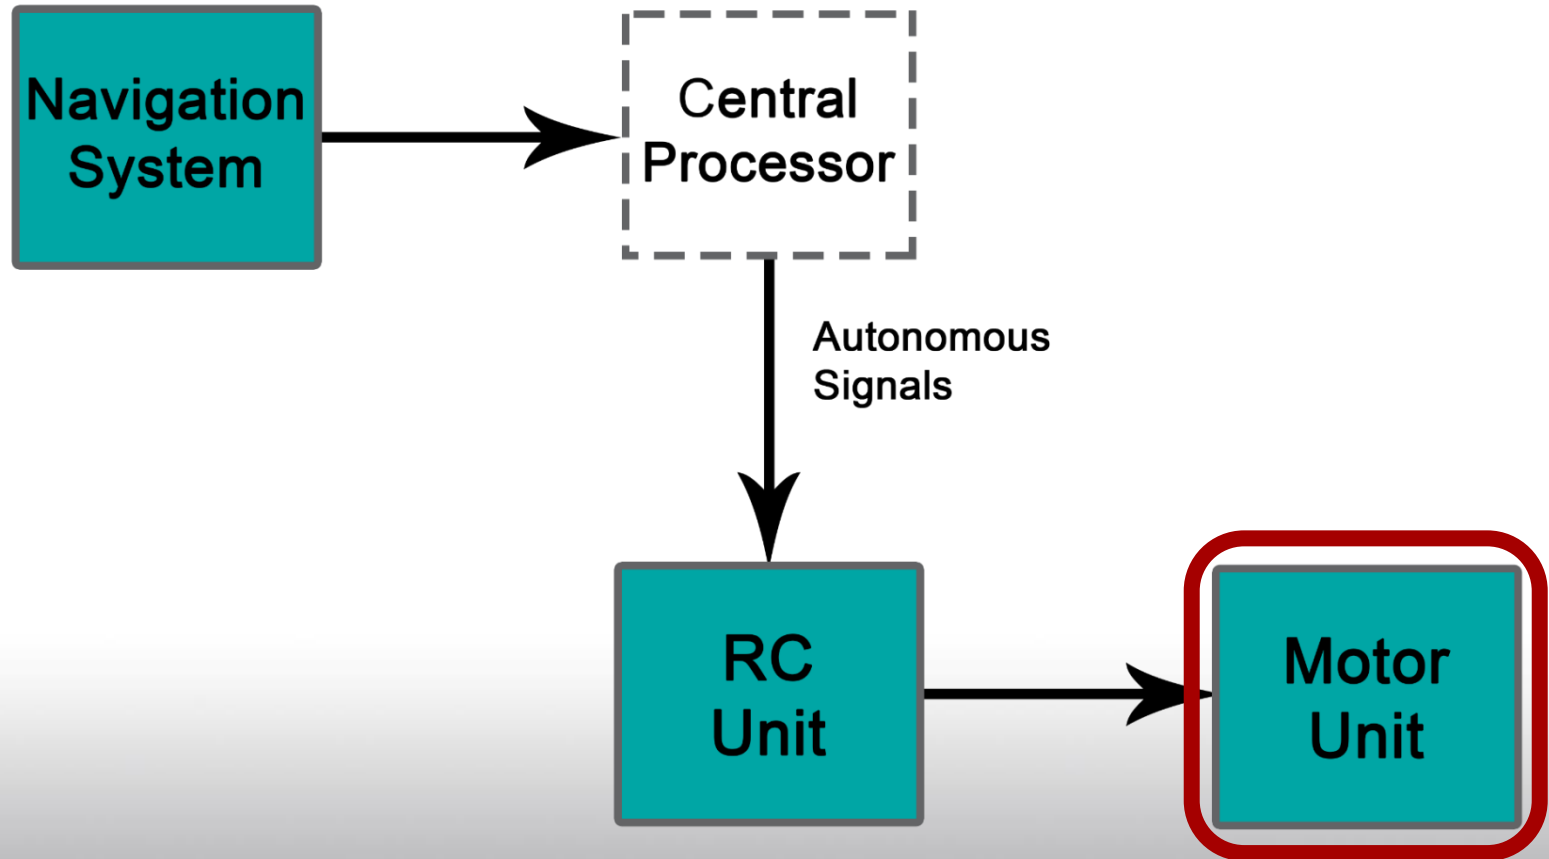 Navigation
System
Central
Processor
Autonomous
Signals
RC
Unit
Motor
Unit